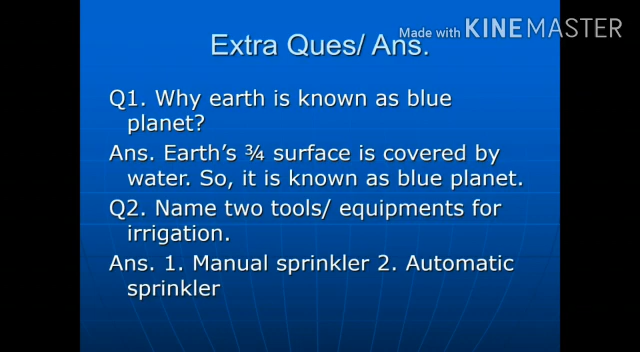 Extra Ques/ Ans.
Made with KINEMASTER
Q1. Why earth is known as blue
planet?
Ans. Earth's ¾ surface is covered by
water. So, it is known as blue planet.
Q2. Name two tools/ equipments for
irrigation.
Ans. 1. Manual sprinkler 2. Automatic
sprinkler